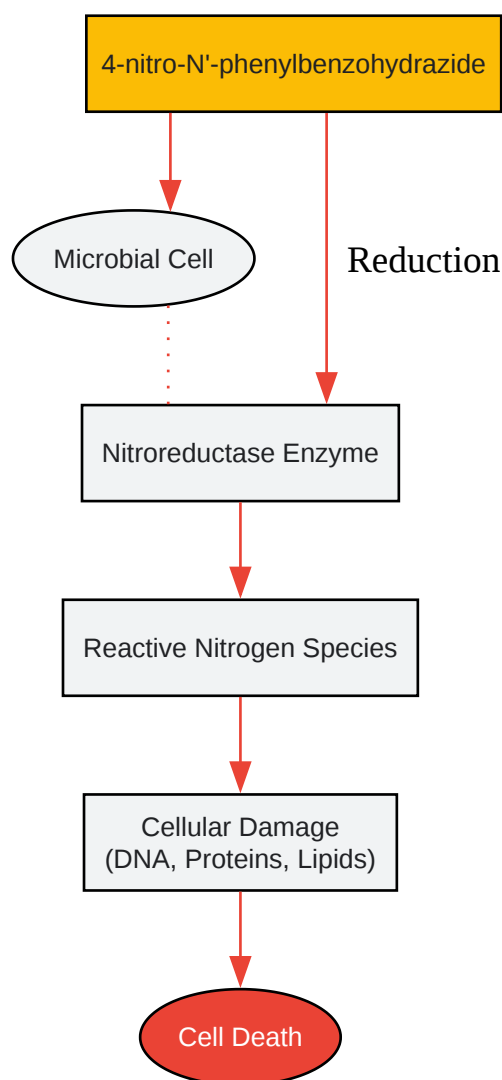 4-nitro-N'-phenylbenzohydrazide
Microbial Cell
Reduction
Nitroreductase Enzyme
Reactive Nitrogen Species
Cellular Damage
(DNA, Proteins, Lipids)
Cell Death